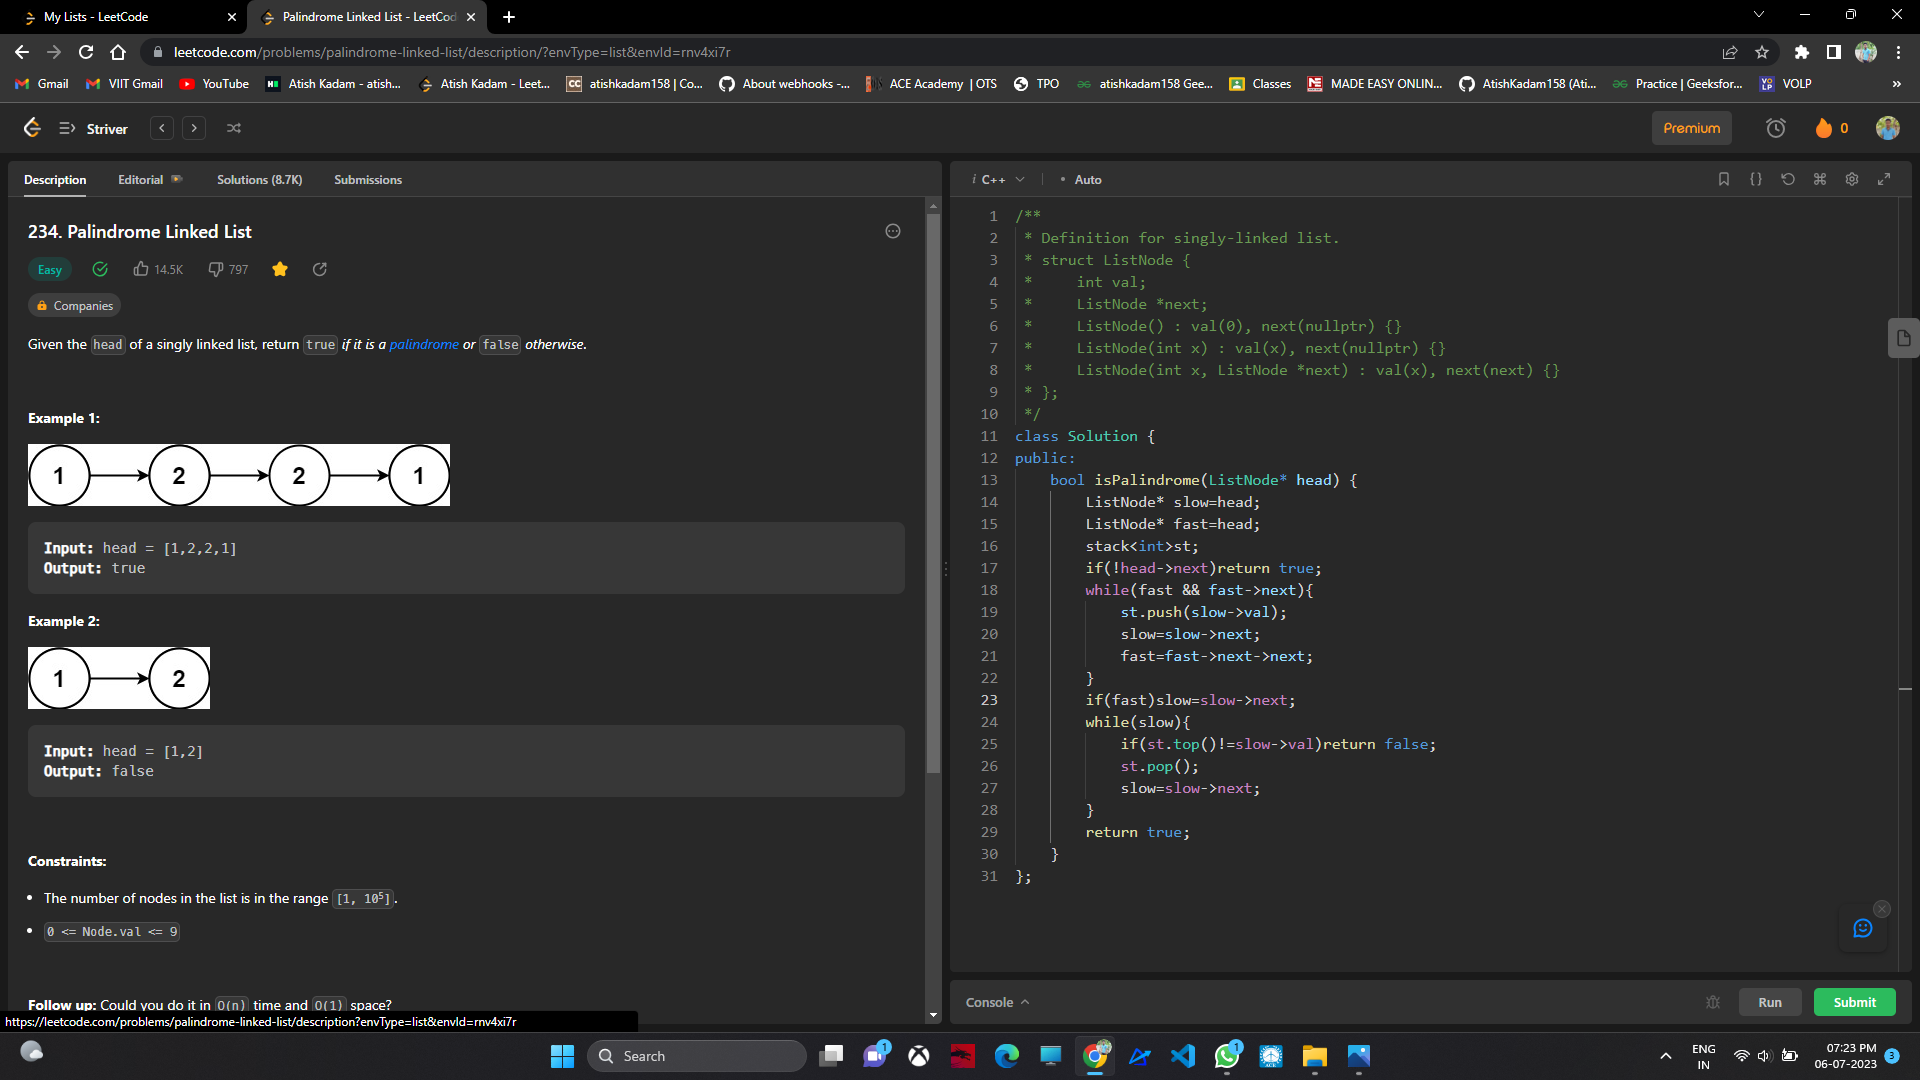 My Lists - LeetCode
Palindrome Linked List - LeetCod
leetcode.com/problems/palindrome-linked-list/description/?envType=list&envId=rnv4xi7r
Gmail
VIIT Gmail
YouTube
Atish Kadam - atish...
Atish Kadam - Leet...
CC
atishkadam158 | Co...
About webhooks -...
ACE Academy | OTS
TPO
atishkadam158 Gee...
Classes
MADE EASY ONLIN...
AtishKadam158 (Ati...
Practice | Geeksfor...
VOLP
»
Striver
Premium
0
Description
Editorial
Solutions (8.7K)
Submissions
234. Palindrome Linked List
Easy
14.5K
797
Companies
Given the head of a singly linked list, return true if it is a palindrome or false otherwise.
Example 1:
1 2 2 1
Input: head = [1,2,2,1]
Output: true
Example 2:
1 2
Input: head = [1,2]
Output: false
Constraints:
• The number of nodes in the list is in the range [1, 10⁵].
• 0 <= Node.val <= 9
Follow up: Could you do it in O(n) time and O(1) space?
https://leetcode.com/problems/palindrome-linked-list/description?envType=list&envId=rnv4xi7r
i C++
• Auto
1 /**
2 * Definition for singly-linked list.
3 * struct ListNode {
4 *     int val;
5 *     ListNode *next;
6 *     ListNode() : val(0), next(nullptr) {}
7 *     ListNode(int x) : val(x), next(nullptr) {}
8 *     ListNode(int x, ListNode *next) : val(x), next(next) {}
9 * };
10 */
11 class Solution {
12 public:
13     bool isPalindrome(ListNode* head) {
14         ListNode* slow=head;
15         ListNode* fast=head;
16         stack<int>st;
17         if(!head->next)return true;
18         while(fast && fast->next){
19             st.push(slow->val);
20             slow=slow->next;
21             fast=fast->next->next;
22         }
23         if(fast)slow=slow->next;
24         while(slow){
25             if(st.top()!=slow->val)return false;
26             st.pop();
27             slow=slow->next;
28         }
29         return true;
30     }
31 };
Console
Run
Submit
Search
1
1
ENG
IN
07:23 PM
06-07-2023
3